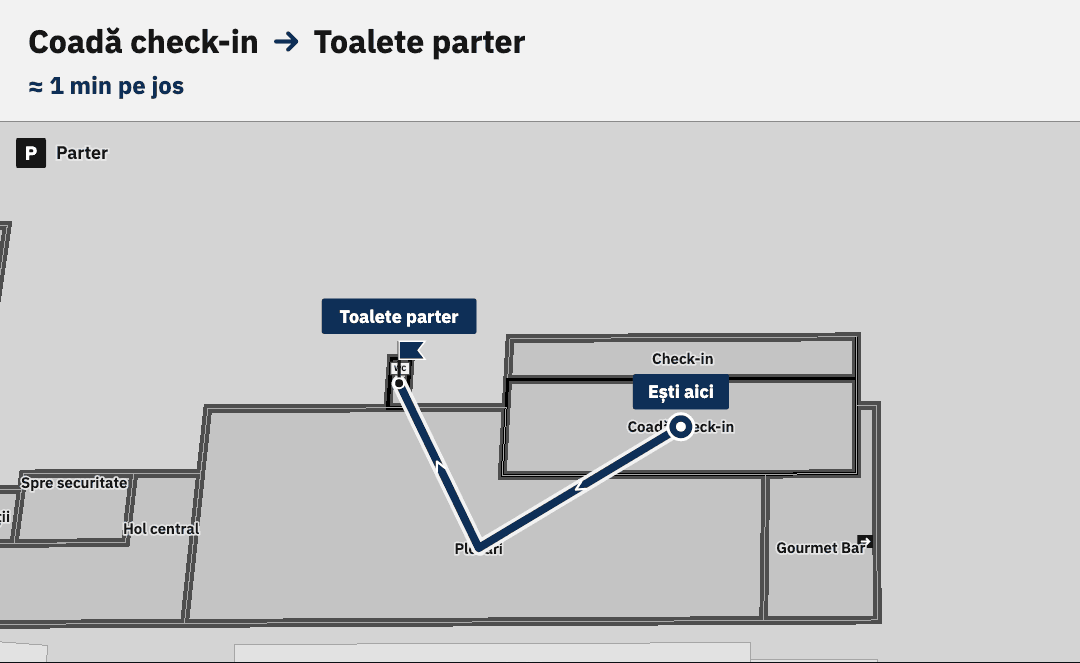 Coadă check-in → Toalete parter
≈ 1 min pe jos
P Parter
Toalete parter
WC
Check-in
Ești aici
Spre securitate
Hol central
Gourmet Bar